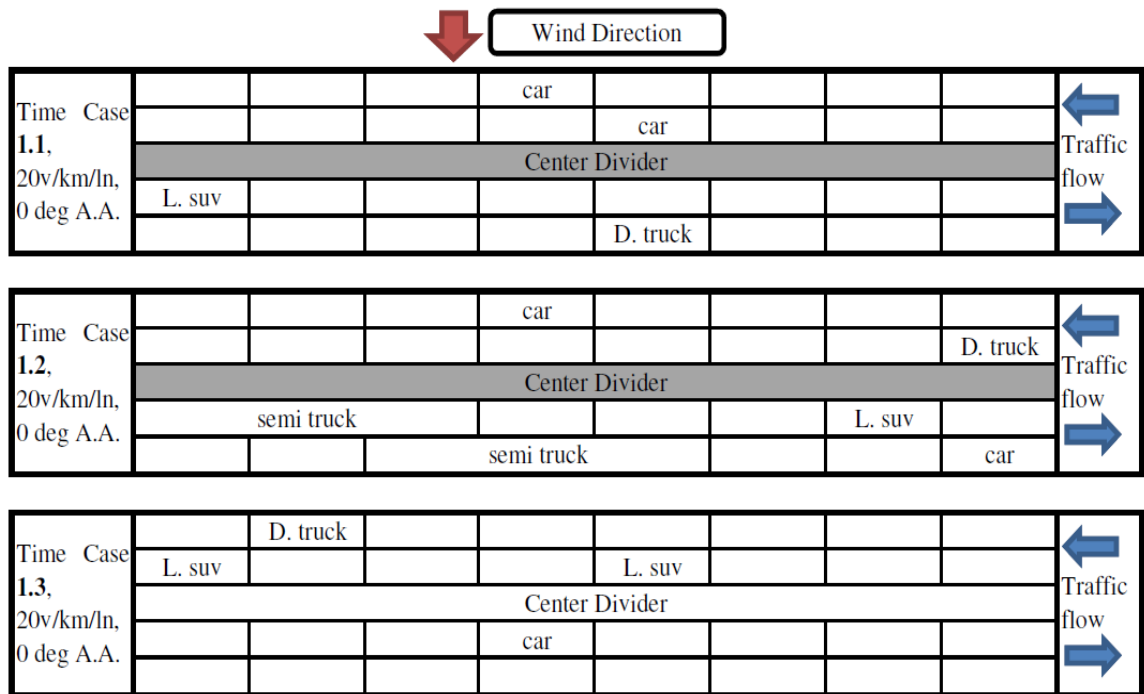 Wind Direction
Time Case
1.1,
20v/km/ln,
0 deg A.A.
car
car
Center Divider
L. suv
D. truck
Traffic
flow
Time Case
1.2,
20v/km/ln,
0 deg A.A.
car
D. truck
Center Divider
semi truck L. suv
semi truck car
Traffic
flow
Time Case
1.3,
20v/km/ln,
0 deg A.A.
D. truck
L. suv L. suv
Center Divider
car
Traffic
flow